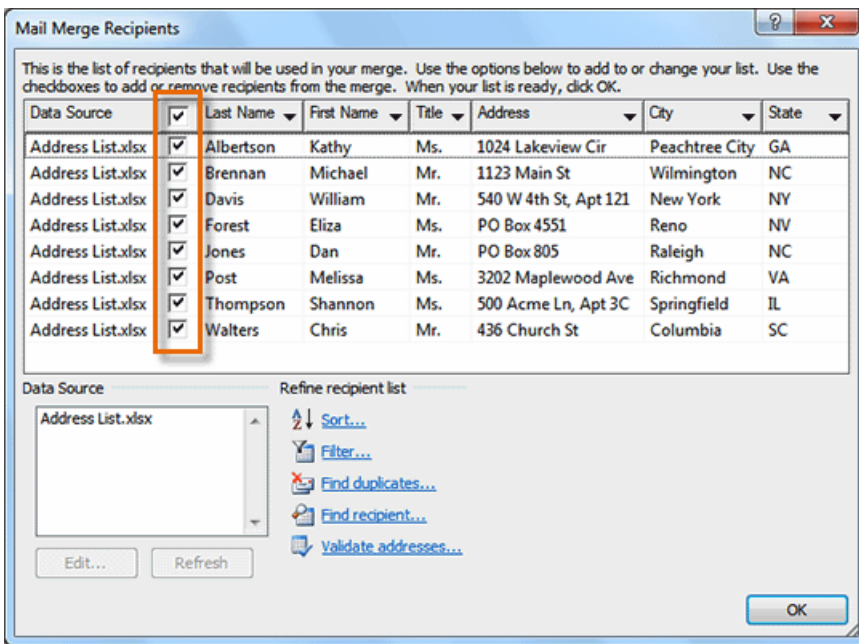 Mail Merge Recipients
This is the list of recipients that will be used in your merge. Use the options below to add to or change your list. Use the
checkboxes to add or remove recipients from the merge. When your list is ready, click OK.
Data Source Last Name First Name Title Address City State
Address List.xlsx Albertson Kathy Ms. 1024 Lakeview Cir Peachtree City GA
Address List.xlsx Brennan Michael Mr. 1123 Main St Wilmington NC
Address List.xlsx Davis William Mr. 540 W 4th St, Apt 121 New York NY
Address List.xlsx Forest Eliza Ms. PO Box 4551 Reno NV
Address List.xlsx Jones Dan Mr. PO Box 805 Raleigh NC
Address List.xlsx Post Melissa Ms. 3202 Maplewood Ave Richmond VA
Address List.xlsx Thompson Shannon Ms. 500 Acme Ln, Apt 3C Springfield IL
Address List.xlsx Walters Chris Mr. 436 Church St Columbia SC
Data Source
Address List.xlsx
Edit... Refresh
Refine recipient list
Sort...
Filter...
Find duplicates...
Find recipient...
Validate addresses...
OK